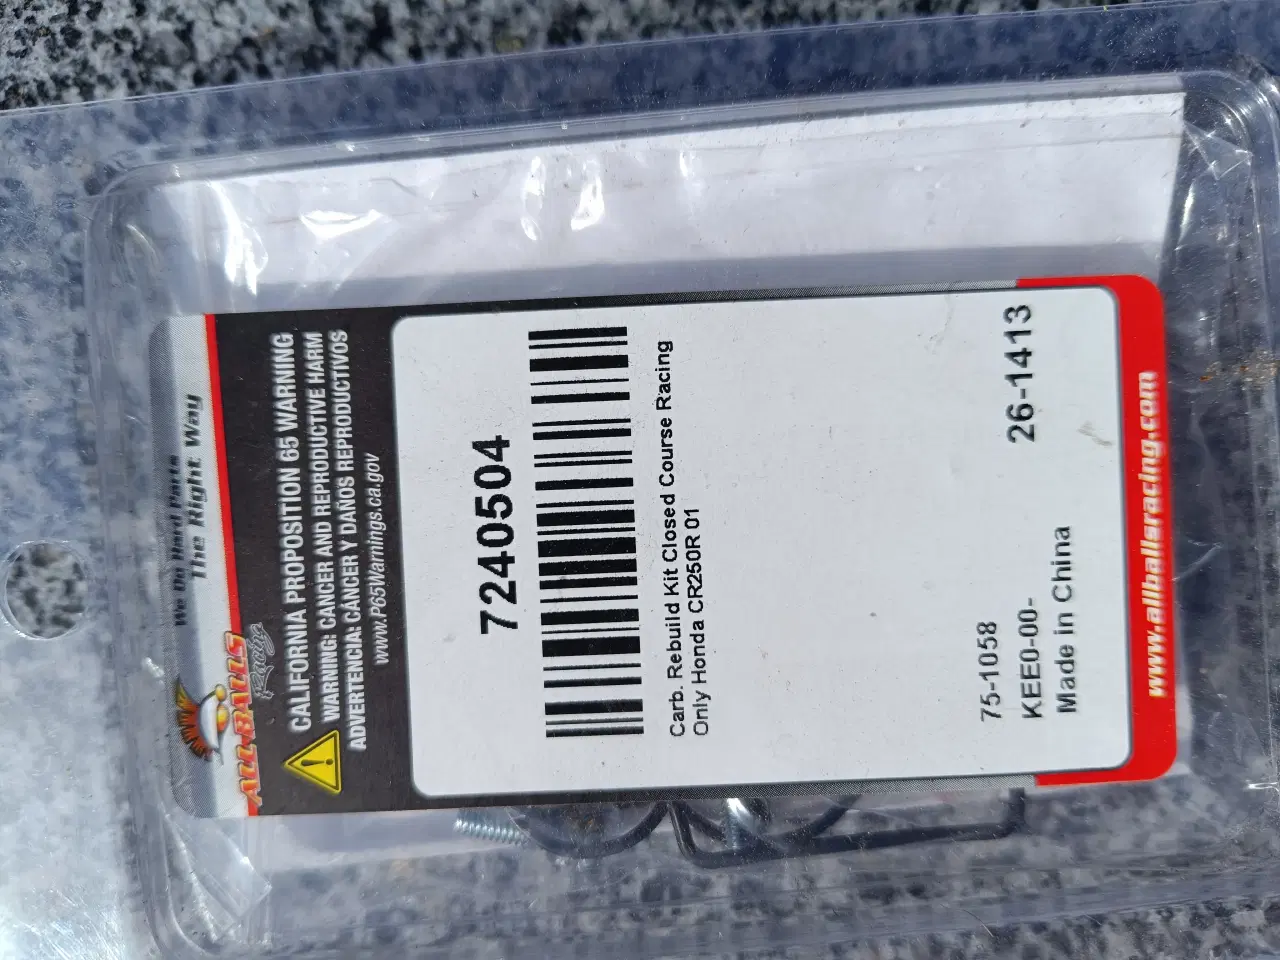 We Do Hard Parts
The Right Way
ALL BALLS
Racing
CALIFORNIA PROPOSITION 65 WARNING
WARNING: CANCER AND REPRODUCTIVE HARM
ADVERTENCIA: CÁNCER Y DAÑOS REPRODUCTIVOS
www.P65Warnings.ca.gov
7240504
Carb. Rebuild Kit Closed Course Racing
Only Honda CR250R 01
75-1058
KEE0-00-
Made in China
26-1413
www.allballsracing.com